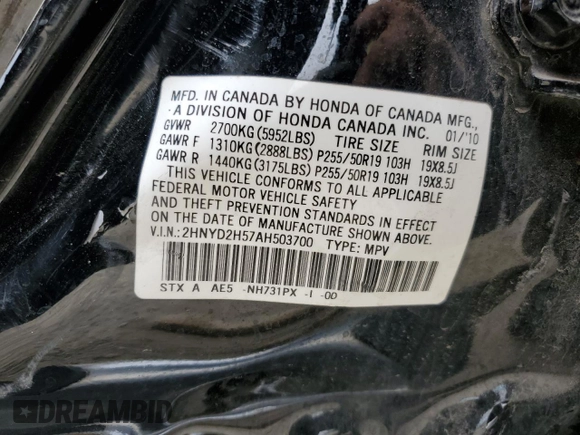 MFD. IN CANADA BY HONDA OF CANADA MFG.,
·A DIVISION OF HONDA CANADA INC. 01/'10
GVWR 2700KG(5952LBS) TIRE SIZE RIM SIZE
GAWR F 1310KG(2888LBS) P255/50R19 103H 19X8.5J
GAWR R 1440KG(3175LBS) P255/50R19 103H 19X8.5J
THIS VEHICLE CONFORMS TO ALL APPLICABLE
FEDERAL MOTOR VEHICLE SAFETY
AND THEFT PREVENTION STANDARDS IN EFFECT
ON THE DATE OF MANUFACTURE SHOWN ABOVE.
V.I.N.:2HNYD2H57AH503700 TYPE: MPV
STX A AE5 -NH731PX -I -00
DREAMBID